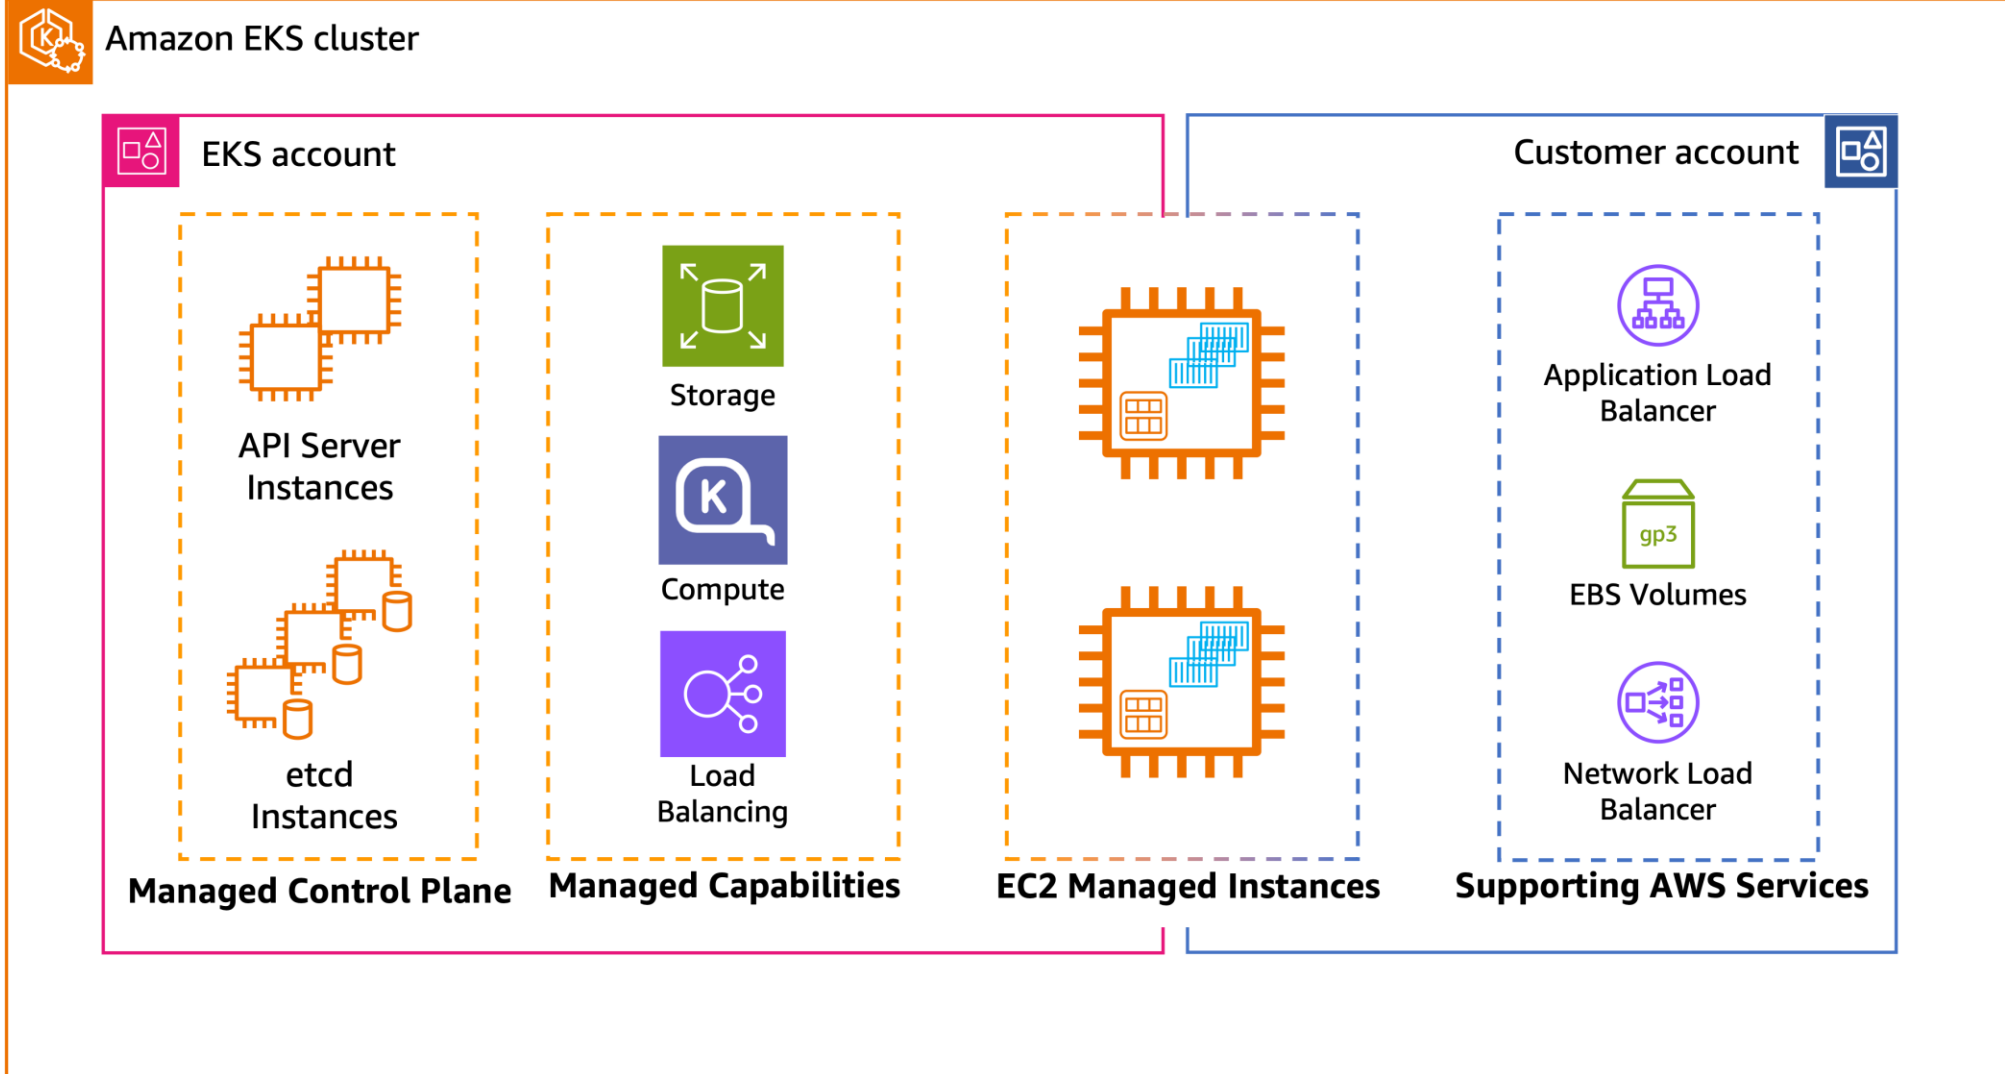 Amazon EKS cluster
EKS account
Customer account
API Server
Instances
etcd
Instances
Managed Control Plane
Storage
K
Compute
Load
Balancing
Managed Capabilities
EC2 Managed Instances
Application Load
Balancer
gp3
EBS Volumes
Network Load
Balancer
Supporting AWS Services